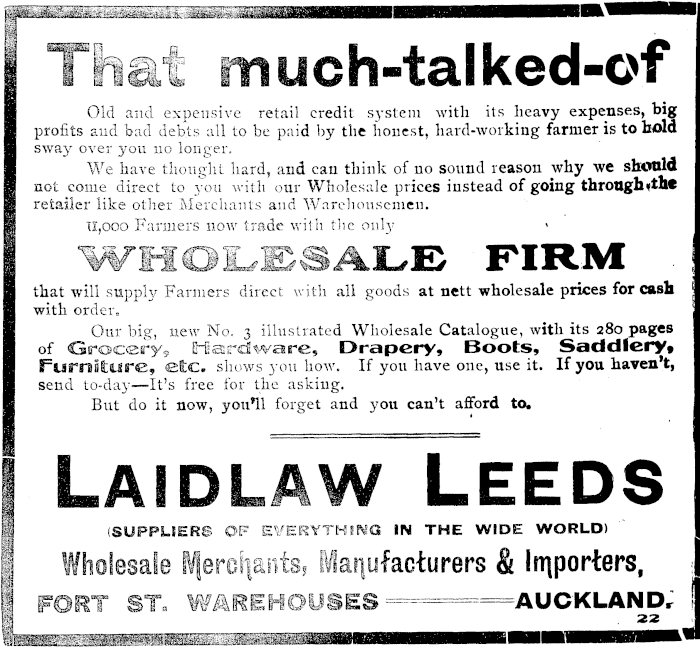 That much-talked-of
Old and expensive retail credit system with its heavy expenses, big
profits and bad debts all to be paid by the honest, hard-working farmer is to hold
sway over you no longer.
We have thought hard, and can think of no sound reason why we should
not come direct to you with our Wholesale prices instead of going through the
retailer like other Merchants and Warehousemen.
11,000 Farmers now trade with the only
WHOLESALE FIRM
that will supply Farmers direct with all goods at nett wholesale prices for cash
with order.
Our big, new No. 3 illustrated Wholesale Catalogue, with its 280 pages
of Grocery, Hardware, Drapery, Boots, Saddlery,
Furniture, etc. shows you how. If you have one, use it. If you haven't,
send to-day—It's free for the asking.
But do it now, you'll forget and you can't afford to.
LAIDLAW LEEDS
(SUPPLIERS OF EVERYTHING IN THE WIDE WORLD)
Wholesale Merchants, Manufacturers & Importers,
FORT ST. WAREHOUSES AUCKLAND.
22